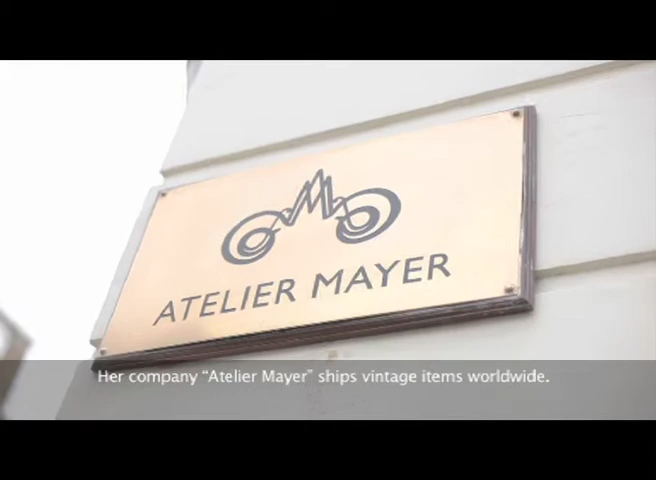 ATELIER MAYER
Her company “Atelier Mayer” ships vintage items worldwide.